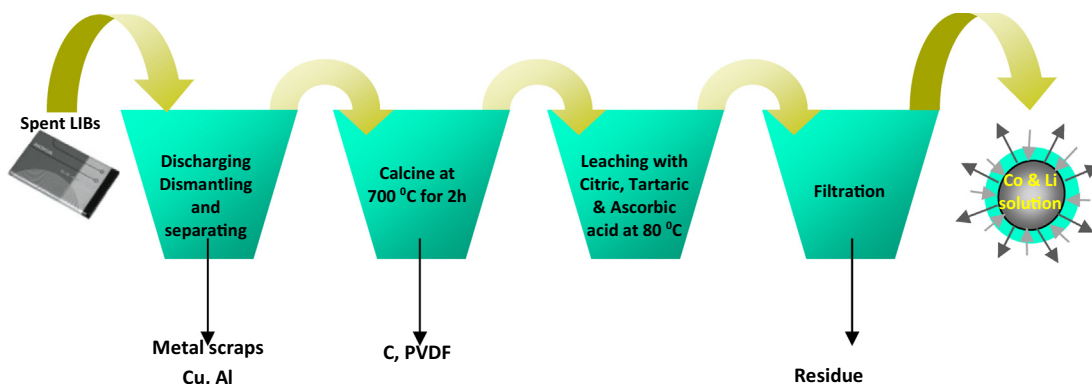 Spent LIBs
Discharging
Dismantling
and
separating
Metal scraps
Cu, Al
Calcine at
700 ⁰C for 2h
C, PVDF
Leaching with
Citric, Tartaric
& Ascorbic
acid at 80 ⁰C
Filtration
Residue
Co & Li
solution